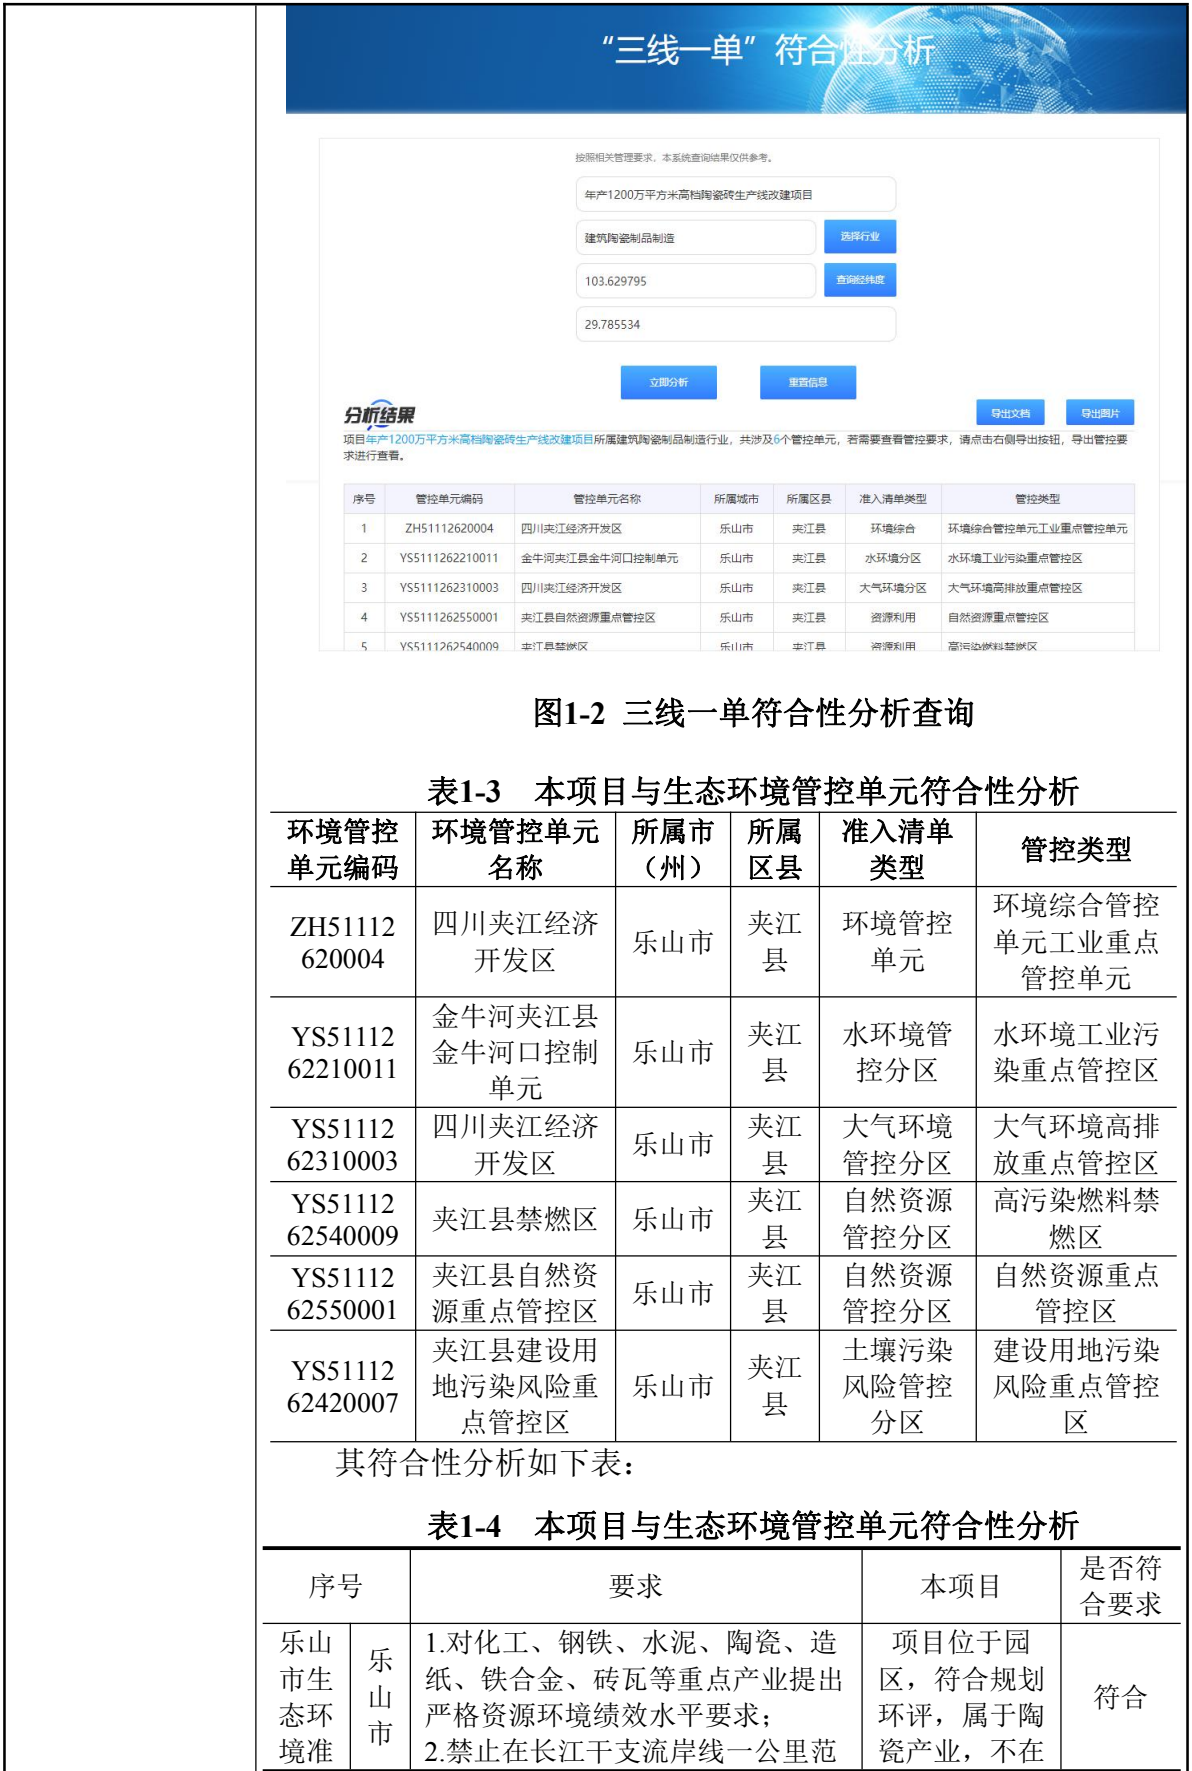 “三线一单”符合性分析
按照相关管理要求，本系统查询结果仅供参考。
年产1200万平方米高档陶瓷砖生产线改建项目
建筑陶瓷制品制造
选择行业
103.629795
查询经纬度
29.785534
立即分析
重置信息
分析结果
导出文档
导出图片
项目年产1200万平方米高档陶瓷砖生产线改建项目所属建筑陶瓷制品制造行业，共涉及6个管控单元，若需要查看管控要求，请点击右侧导出按钮，导出管控要
求进行查看。
序号 管控单元编码 管控单元名称 所属城市 所属区县 准入清单类型 管控类型
1 ZH51112620004 四川夹江经济开发区 乐山市 夹江县 环境综合 环境综合管控单元工业重点管控单元
2 YS5111262210011 金牛河夹江县金牛河口控制单元 乐山市 夹江县 水环境分区 水环境工业污染重点管控区
3 YS5111262310003 四川夹江经济开发区 乐山市 夹江县 大气环境分区 大气环境高排放重点管控区
4 YS5111262550001 夹江县自然资源重点管控区 乐山市 夹江县 资源利用 自然资源重点管控区
5 YS5111262540009 夹江县禁燃区 乐山市 夹江县 资源利用 高污染燃料禁燃区
图1-2 三线一单符合性分析查询
表1-3 本项目与生态环境管控单元符合性分析
环境管控 环境管控单元 所属市 所属 准入清单 管控类型
单元编码 名称 （州） 区县 类型
环境综合管控
ZH51112 四川夹江经济 乐山市 夹江 环境管控 单元工业重点
620004 开发区 县 单元 管控单元
金牛河夹江县
YS51112 金牛河口控制 乐山市 夹江 水环境管 水环境工业污
62210011 单元 县 控分区 染重点管控区
YS51112 四川夹江经济 乐山市 夹江 大气环境 大气环境高排
62310003 开发区 县 管控分区 放重点管控区
YS51112 夹江县禁燃区 乐山市 夹江 自然资源 高污染燃料禁
62540009 县 管控分区 燃区
YS51112 夹江县自然资 乐山市 夹江 自然资源 自然资源重点
62550001 源重点管控区 县 管控分区 管控区
夹江县建设用 土壤污染 建设用地污染
YS51112 地污染风险重 乐山市 夹江 风险管控 风险重点管控
62420007 点管控区 县 分区 区
其符合性分析如下表：
表1-4 本项目与生态环境管控单元符合性分析
序号 要求 本项目 是否符
合要求
乐山 乐 1.对化工、钢铁、水泥、陶瓷、造 项目位于园 符合
市生 山 纸、铁合金、砖瓦等重点产业提出 区，符合规划
态环 市 严格资源环境绩效水平要求； 环评，属于陶
境准 2.禁止在长江干支流岸线一公里范 瓷产业，不在